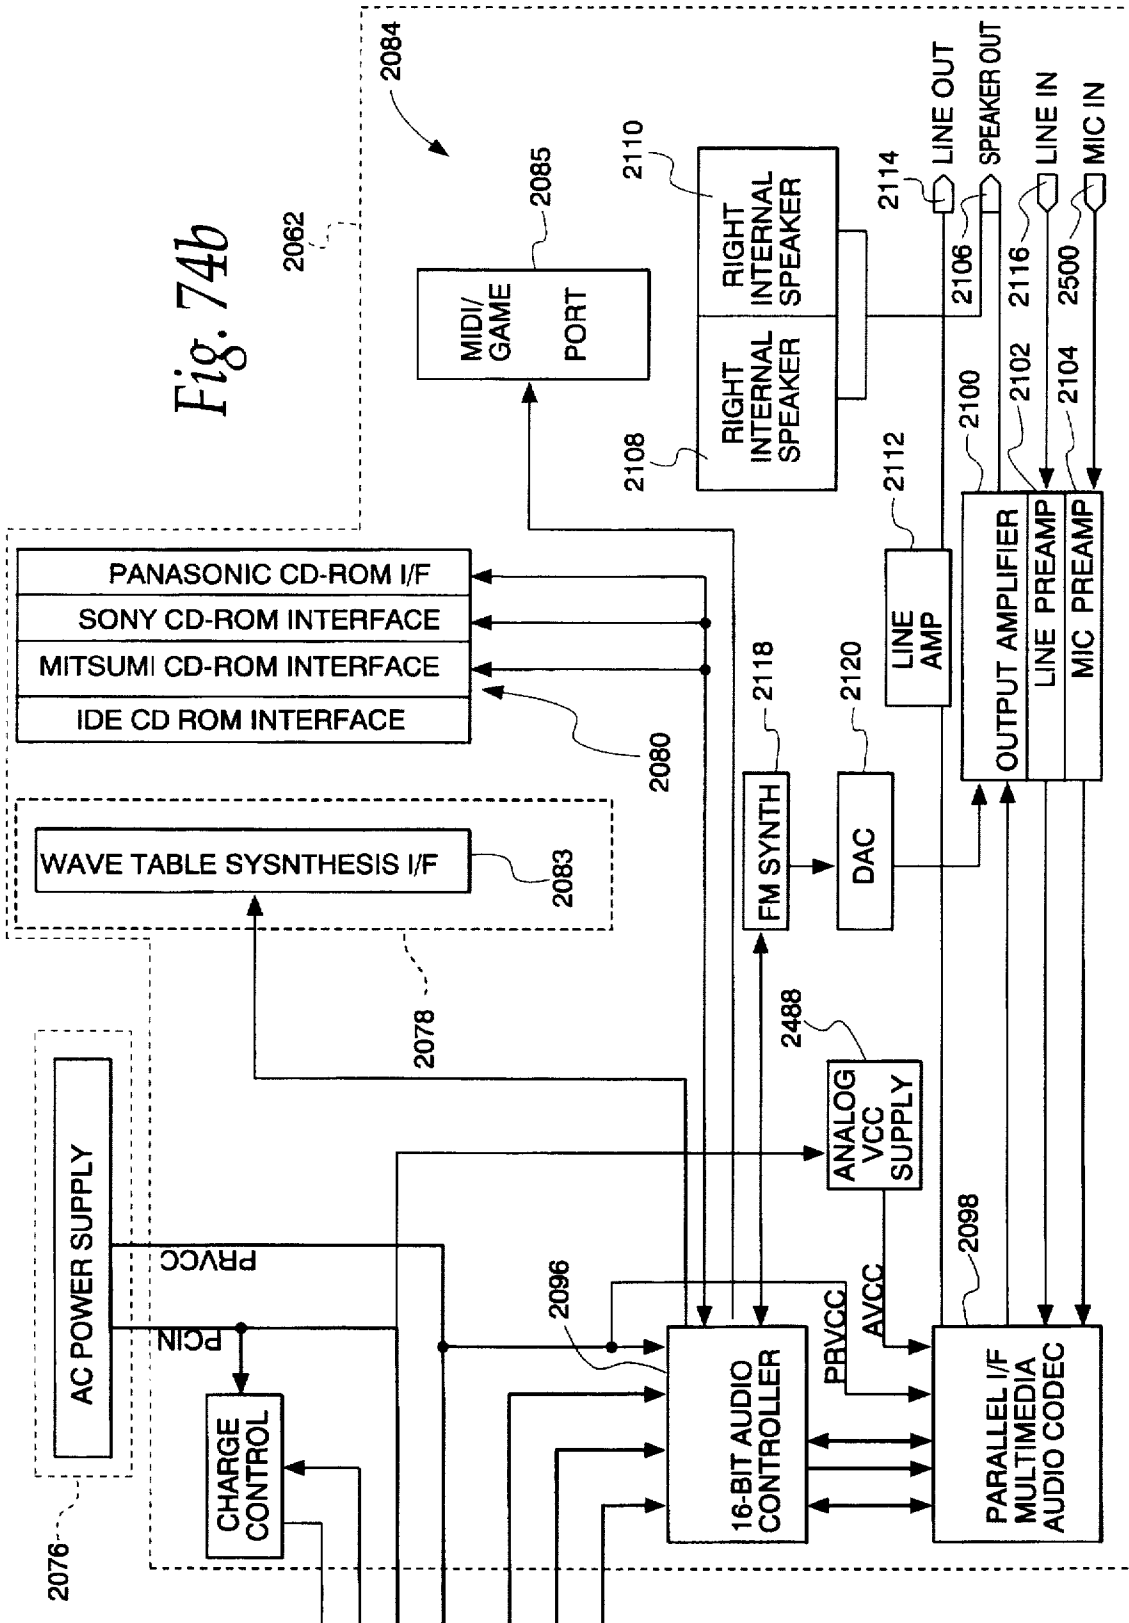 Fig. 74b
2076
AC POWER SUPPLY
PCIN
PRVCC
CHARGE
CONTROL
2078
WAVE TABLE SYSNTHESIS I/F
2083
IDE CD ROM INTERFACE
MITSUMI CD-ROM INTERFACE
SONY CD-ROM INTERFACE
PANASONIC CD-ROM I/F
2080
2062
2084
MIDI/
GAME
PORT
2085
2096
16-BIT AUDIO
CONTROLLER
PRVCC
AVCC
ANALOG
VCC
SUPPLY
2488
FM SYNTH
2118
DAC
2120
2108
RIGHT
INTERNAL
SPEAKER
RIGHT
INTERNAL
SPEAKER
2110
LINE
AMP
2112
2114
LINE OUT
2106
SPEAKER OUT
2116
LINE IN
2500
MIC IN
PARALLEL I/F
MULTIMEDIA
AUDIO CODEC
2098
OUTPUT AMPLIFIER
LINE PREAMP
MIC PREAMP
2100
2102
2104